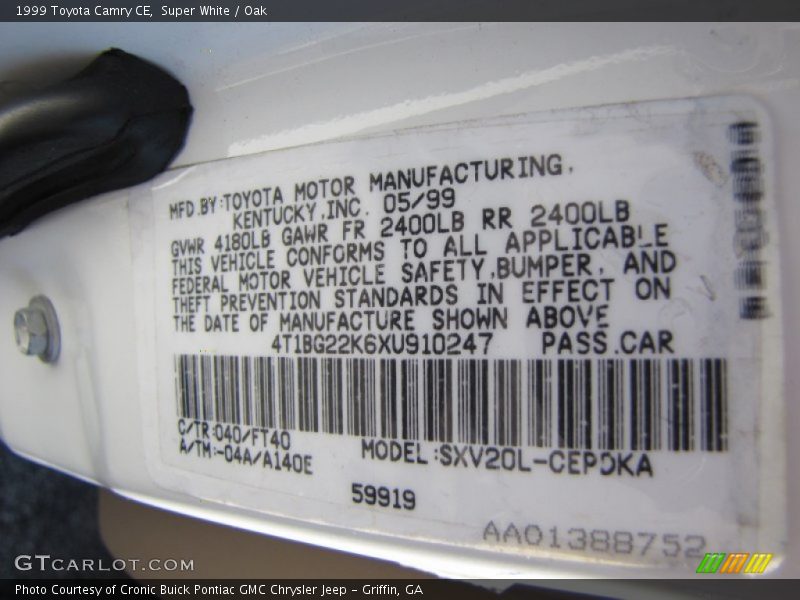 1999 Toyota Camry CE, Super White / Oak
MFD.BY:TOYOTA MOTOR MANUFACTURING,
KENTUCKY,INC. 05/99
GVWR 4180LB GAWR FR 2400LB RR 2400LB
THIS VEHICLE CONFORMS TO ALL APPLICABLE
FEDERAL MOTOR VEHICLE SAFETY,BUMPER, AND
THEFT PREVENTION STANDARDS IN EFFECT ON
THE DATE OF MANUFACTURE SHOWN ABOVE
4T1BG22K6XU910247 PASS.CAR
C/TR:040/FT40
A/TM:-04A/A140E
MODEL:SXV20L-CEPDKA
59919
AA01388752
GTCARLOT.COM
Photo Courtesy of Cronic Buick Pontiac GMC Chrysler Jeep - Griffin, GA